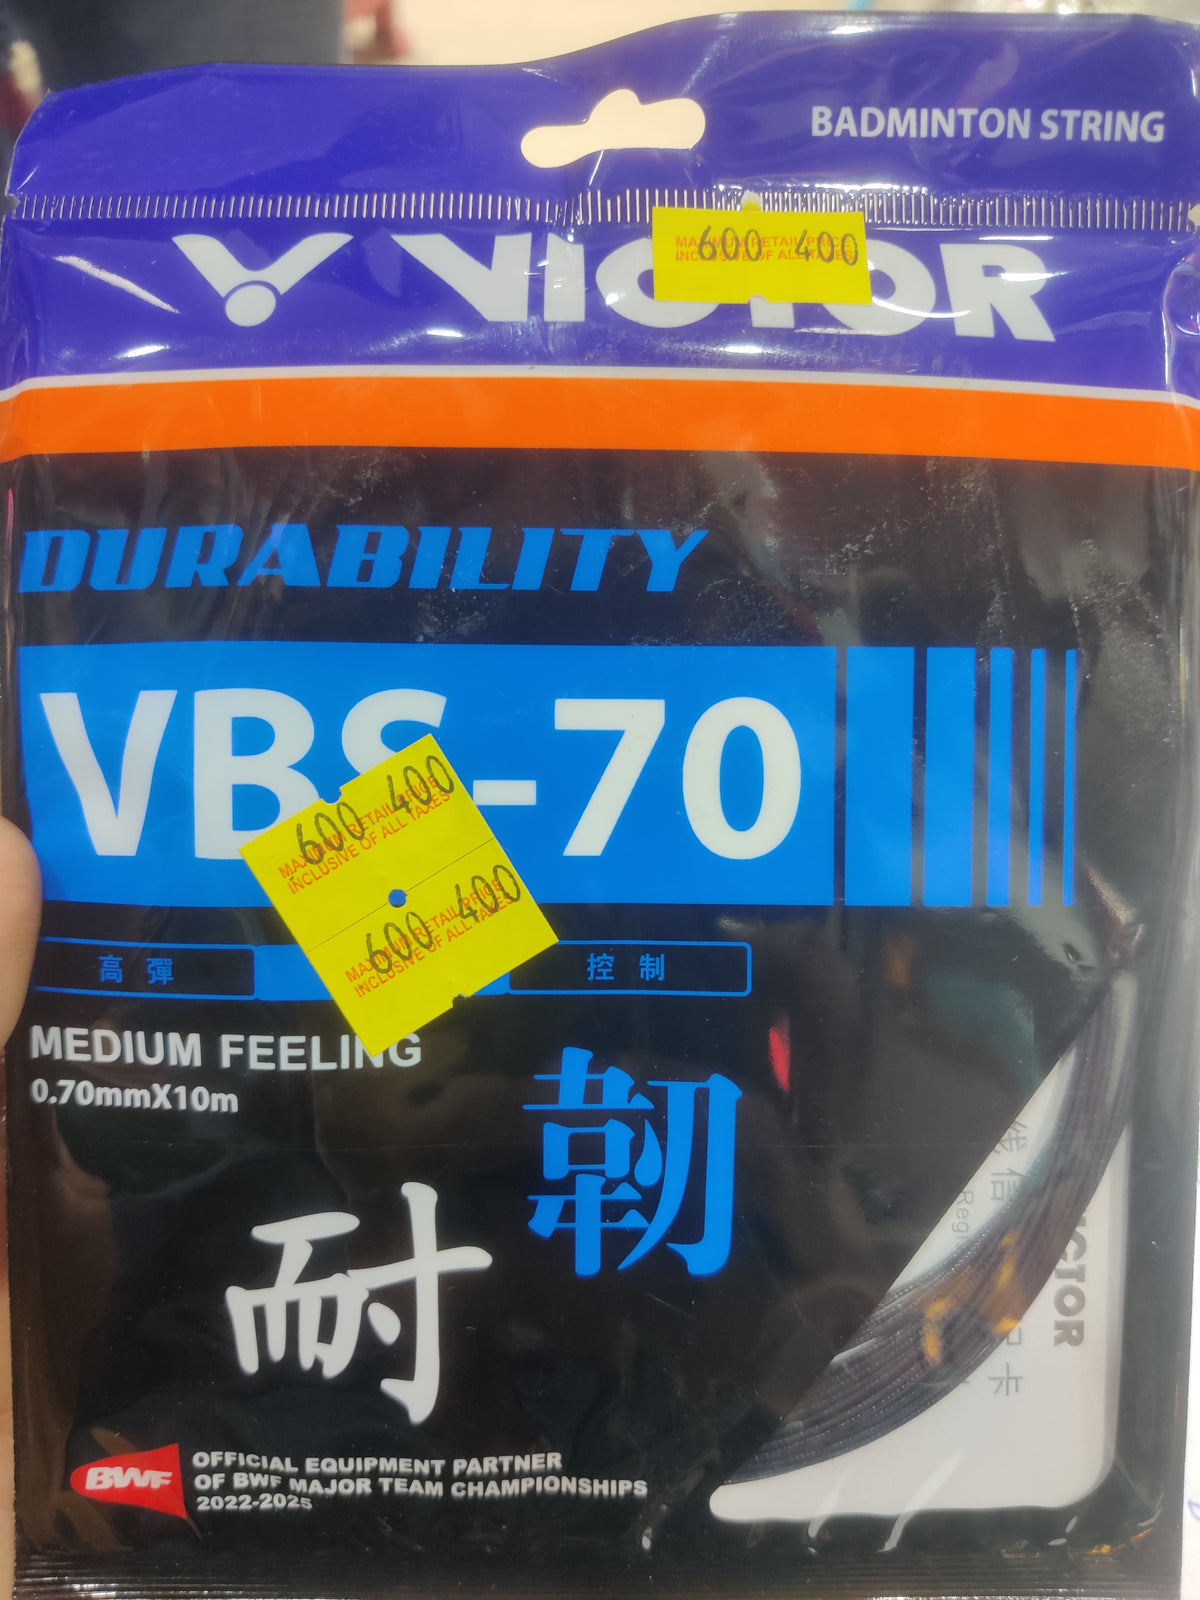 BADMINTON STRING
VICTOR
600 400
MAXIMUM RETAIL PRICE
INCLUSIVE OF ALL TAXES
DURABILITY
VBS-70
600 400
MAXIMUM RETAIL PRICE
INCLUSIVE OF ALL TAXES
600 400
MAXIMUM RETAIL PRICE
INCLUSIVE OF ALL TAXES
高彈
控制
MEDIUM FEELING
0.70mmX10m
韌
耐
VICTOR
BWF
OFFICIAL EQUIPMENT PARTNER
OF BWF MAJOR TEAM CHAMPIONSHIPS
2022-2025